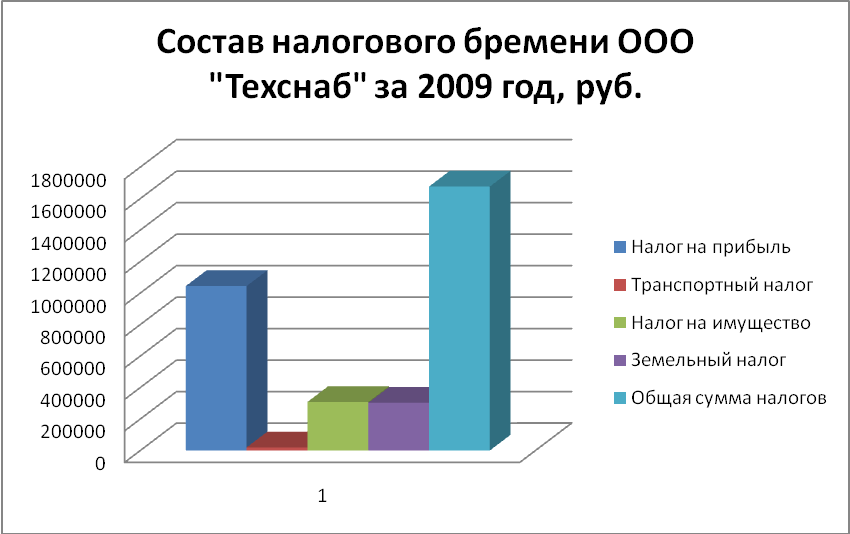 Состав налогового бремени ООО
"Техснаб" за 2009 год, руб.
1800000
1600000
1400000
1200000
1000000
800000
600000
400000
200000
0
1
Налог на прибыль
Транспортный налог
Налог на имущество
Земельный налог
Общая сумма налогов